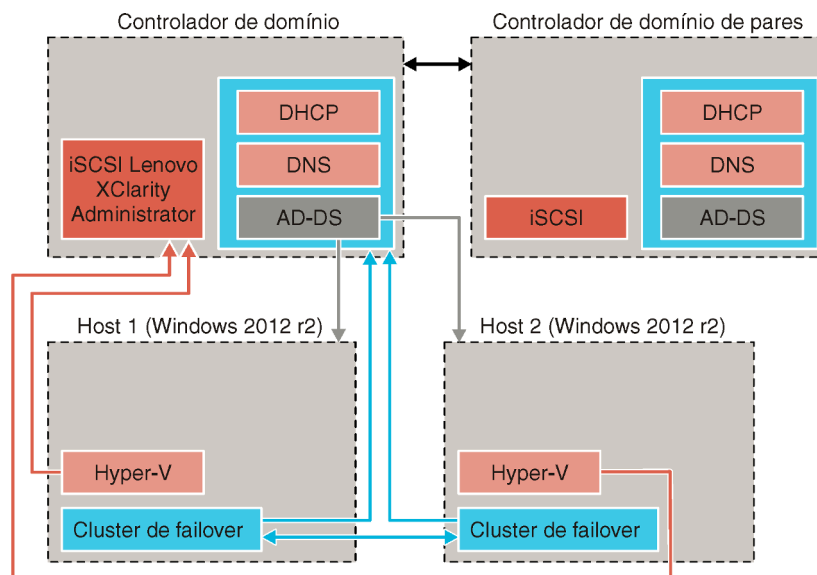 Controlador de domínio
Controlador de domínio de pares
DHCP
DNS
AD-DS
iSCSI Lenovo
XClarity
Administrator
DHCP
DNS
AD-DS
iSCSI
Host 1 (Windows 2012 r2)
Host 2 (Windows 2012 r2)
Hyper-V
Cluster de failover
Hyper-V
Cluster de failover